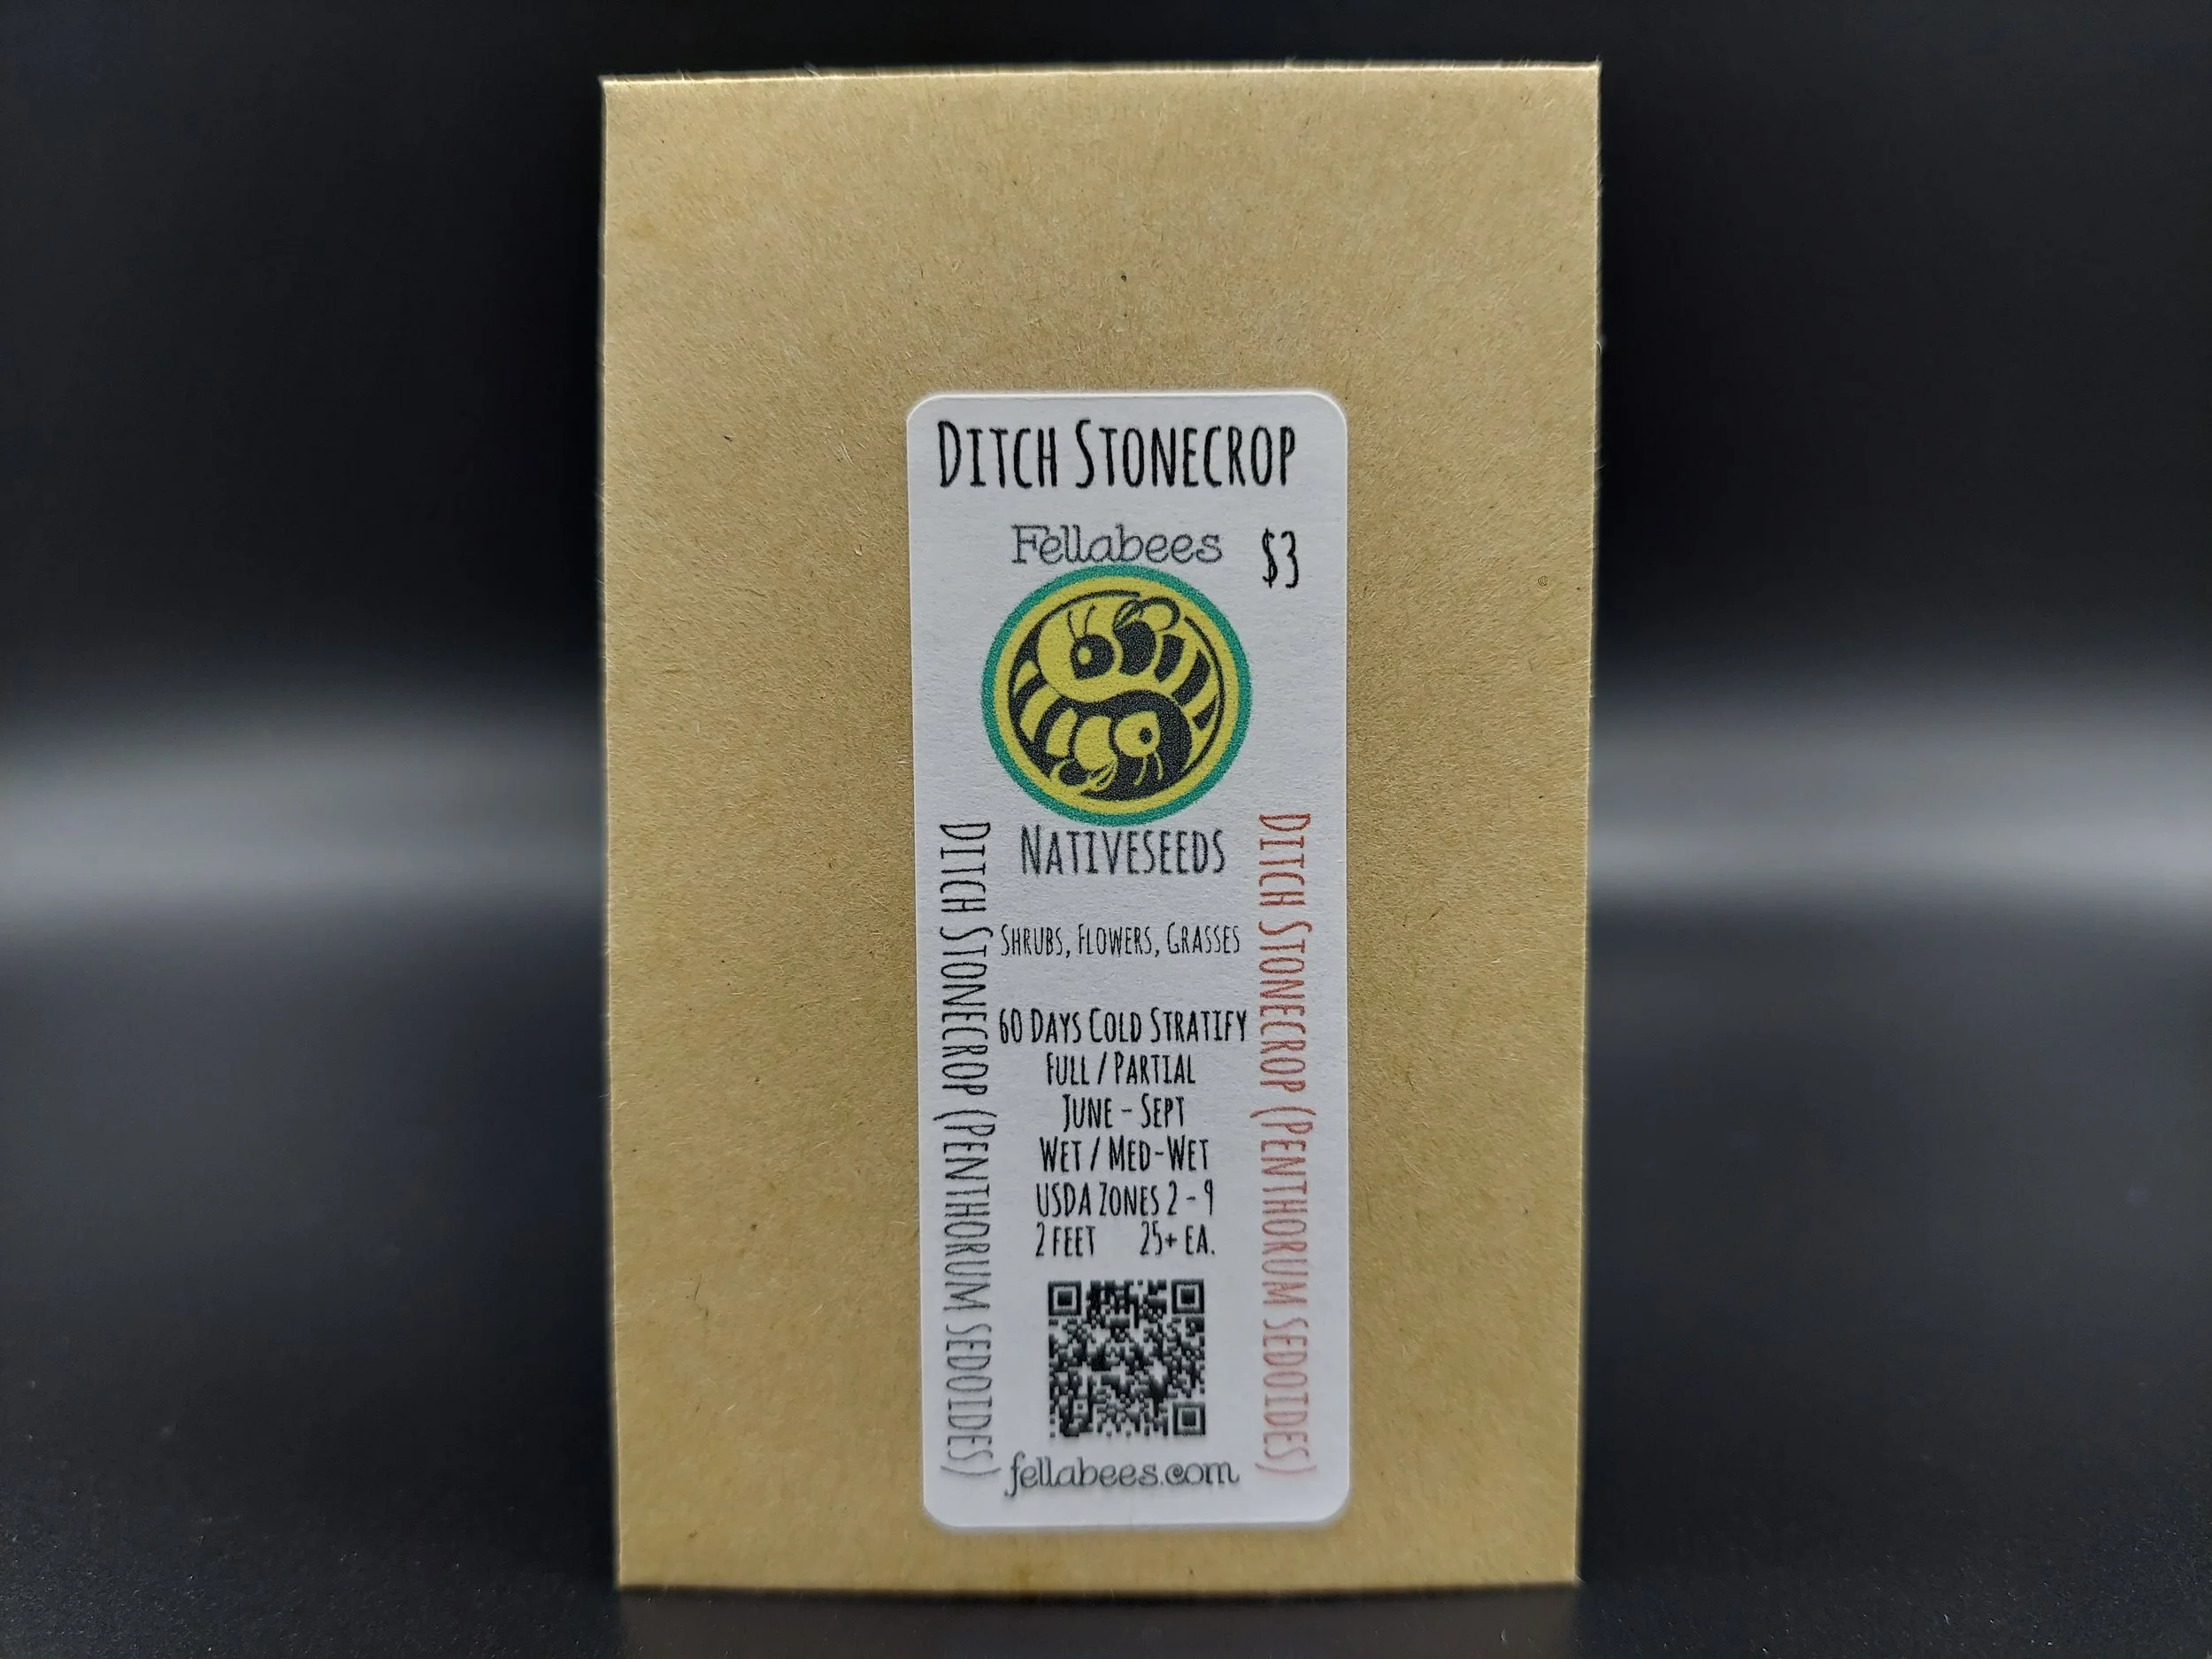 Ditch Stonecrop
Fellabees
$3
Nativeseeds
Shrubs, Flowers, Grasses
60 Days Cold Stratify
Full / Partial
June - Sept
Wet / Med-Wet
USDA Zones 2 - 9
2 feet 25+ ea.
fellabees.com
Ditch Stonecrop (Penthorum sedoides)
Ditch Stonecrop (Penthorum sedoides)